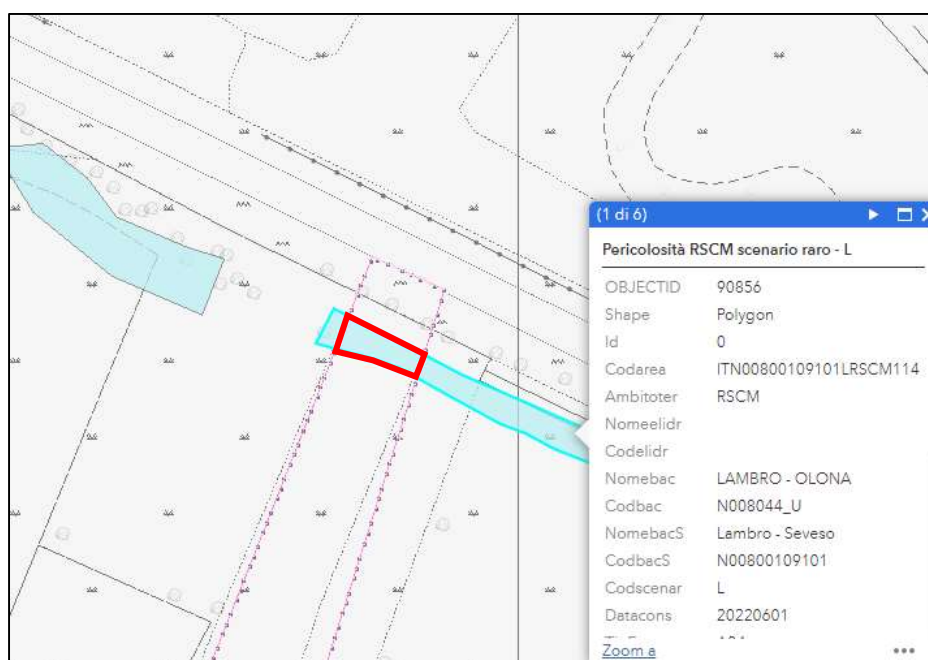 (1 di 6)
Pericolosità RSCM scenario raro - L
OBJECTID 90856
Shape Polygon
Id 0
Codarea ITN00800109101LRSCM114
Ambitoter RSCM
Nomeelidr
Codelidr
Nomebac LAMBRO - OLONA
Codbac N008044_U
NomebacS Lambro - Seveso
CodbacS N00800109101
Codscenar L
Datacons 20220601
Zoom a